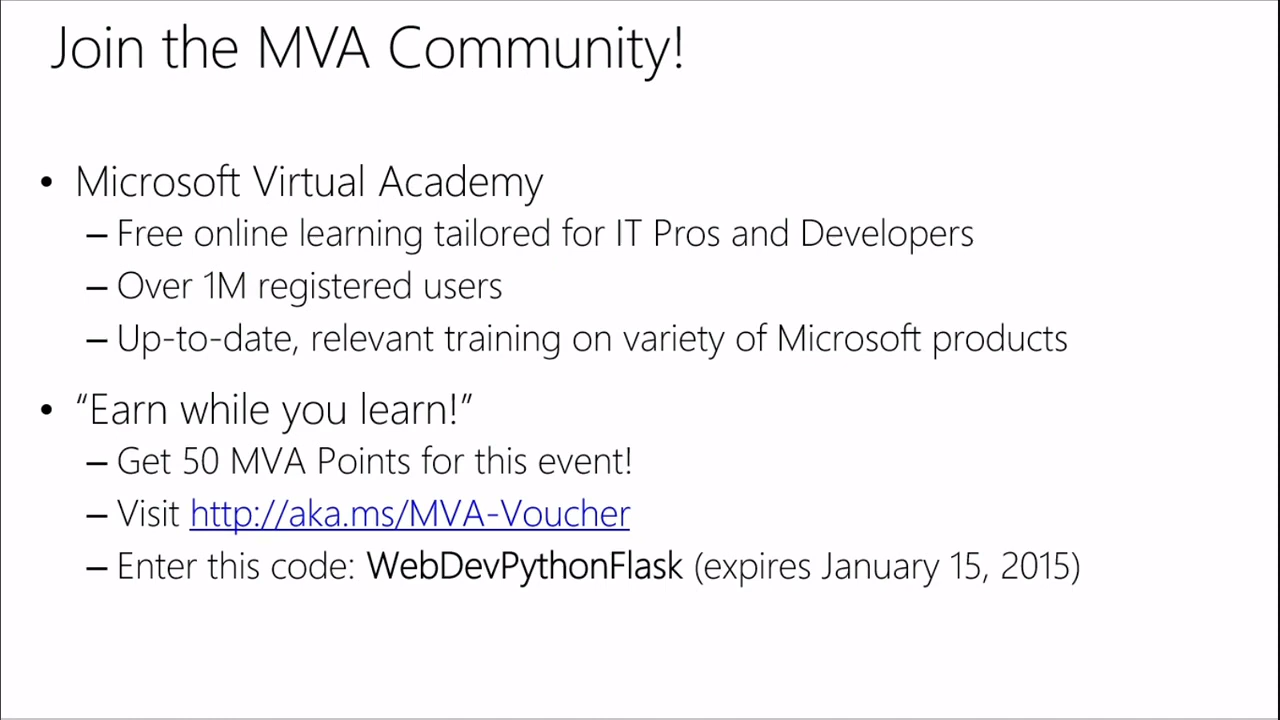 Join the MVA Community!
• Microsoft Virtual Academy
– Free online learning tailored for IT Pros and Developers
– Over 1M registered users
– Up-to-date, relevant training on variety of Microsoft products
• “Earn while you learn!”
– Get 50 MVA Points for this event!
– Visit http://aka.ms/MVA-Voucher
– Enter this code: WebDevPythonFlask (expires January 15, 2015)